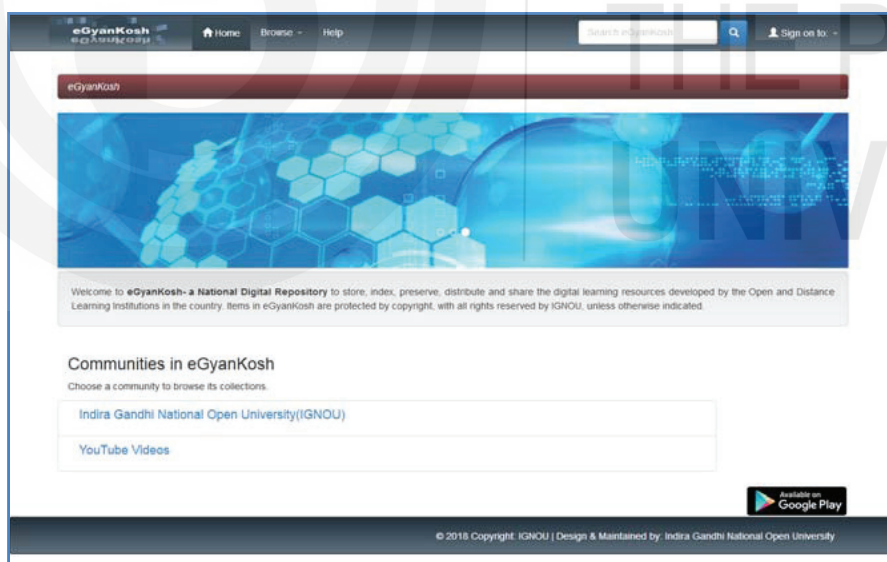 THE P
UNIV
eGyanKosh
Home Browse Help Search eGyanKosh Sign on to:
eGyanKosh
Welcome to eGyanKosh- a National Digital Repository to store, index, preserve, distribute and share the digital learning resources developed by the Open and Distance
Learning Institutions in the country. Items in eGyanKosh are protected by copyright, with all rights reserved by IGNOU, unless otherwise indicated.
Communities in eGyanKosh
Choose a community to browse its collections.
Indira Gandhi National Open University(IGNOU)
YouTube Videos
Available on
Google Play
© 2018 Copyright: IGNOU | Design & Maintained by: Indira Gandhi National Open University